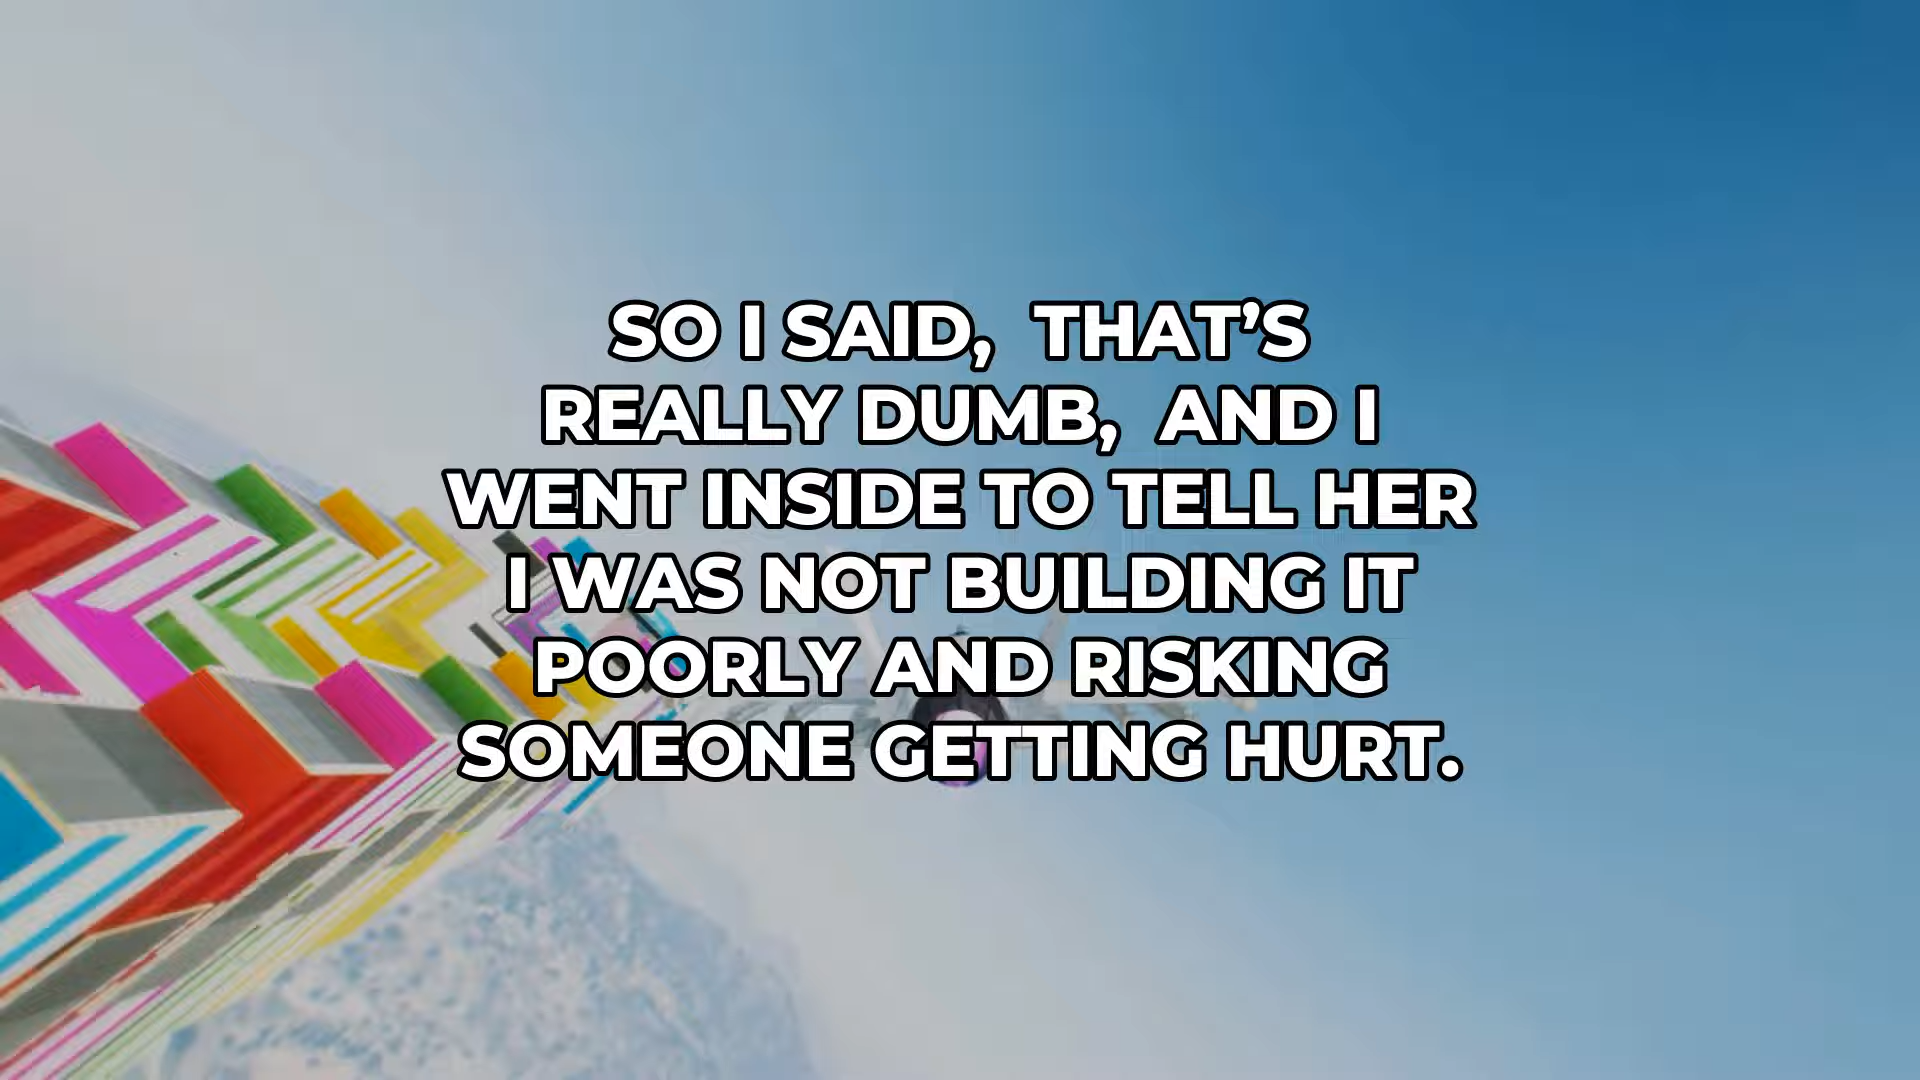 SO I SAID,  THAT’S
REALLY DUMB,  AND I
WENT INSIDE TO TELL HER
I WAS NOT BUILDING IT
POORLY AND RISKING
SOMEONE GETTING HURT.